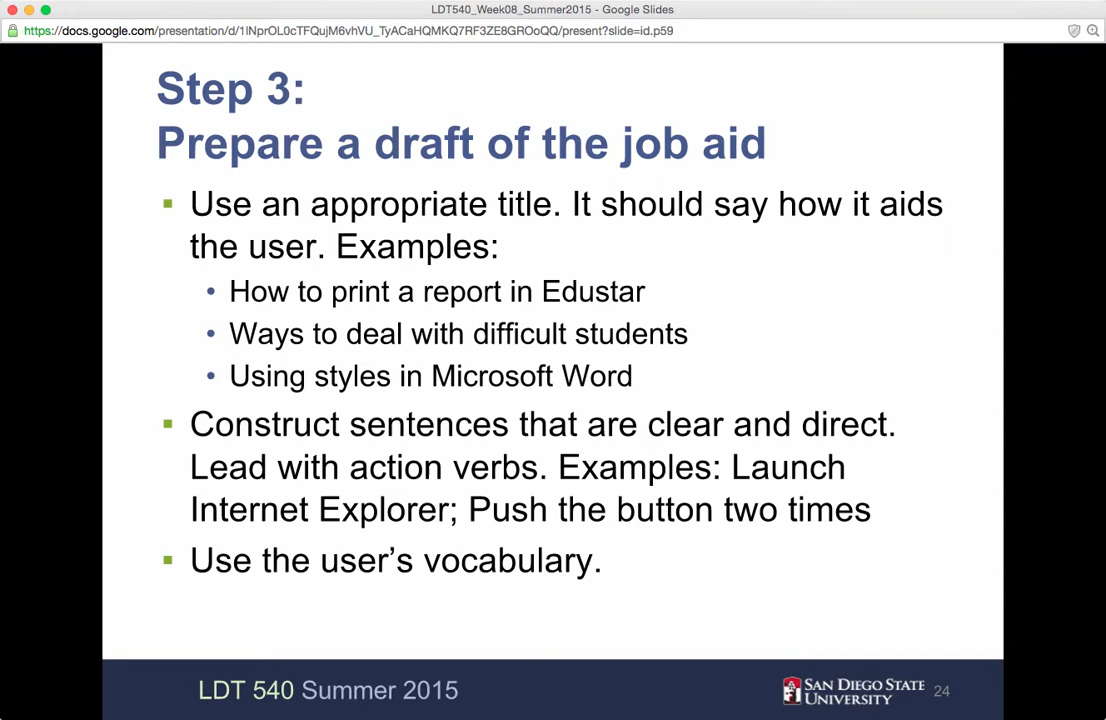 LDT540_Week08_Summer2015 - Google Slides
https://docs.google.com/presentation/d/1lNprOL0cTFQujM6vhVU_TyACaHQMKQ7RF3ZE8GROoQQ/present?slide=id.p59
Step 3:
Prepare a draft of the job aid
▪ Use an appropriate title. It should say how it aids
the user. Examples:
• How to print a report in Edustar
• Ways to deal with difficult students
• Using styles in Microsoft Word
▪ Construct sentences that are clear and direct.
Lead with action verbs. Examples: Launch
Internet Explorer; Push the button two times
▪ Use the user’s vocabulary.
LDT 540 Summer 2015
SAN DIEGO STATE
UNIVERSITY
24